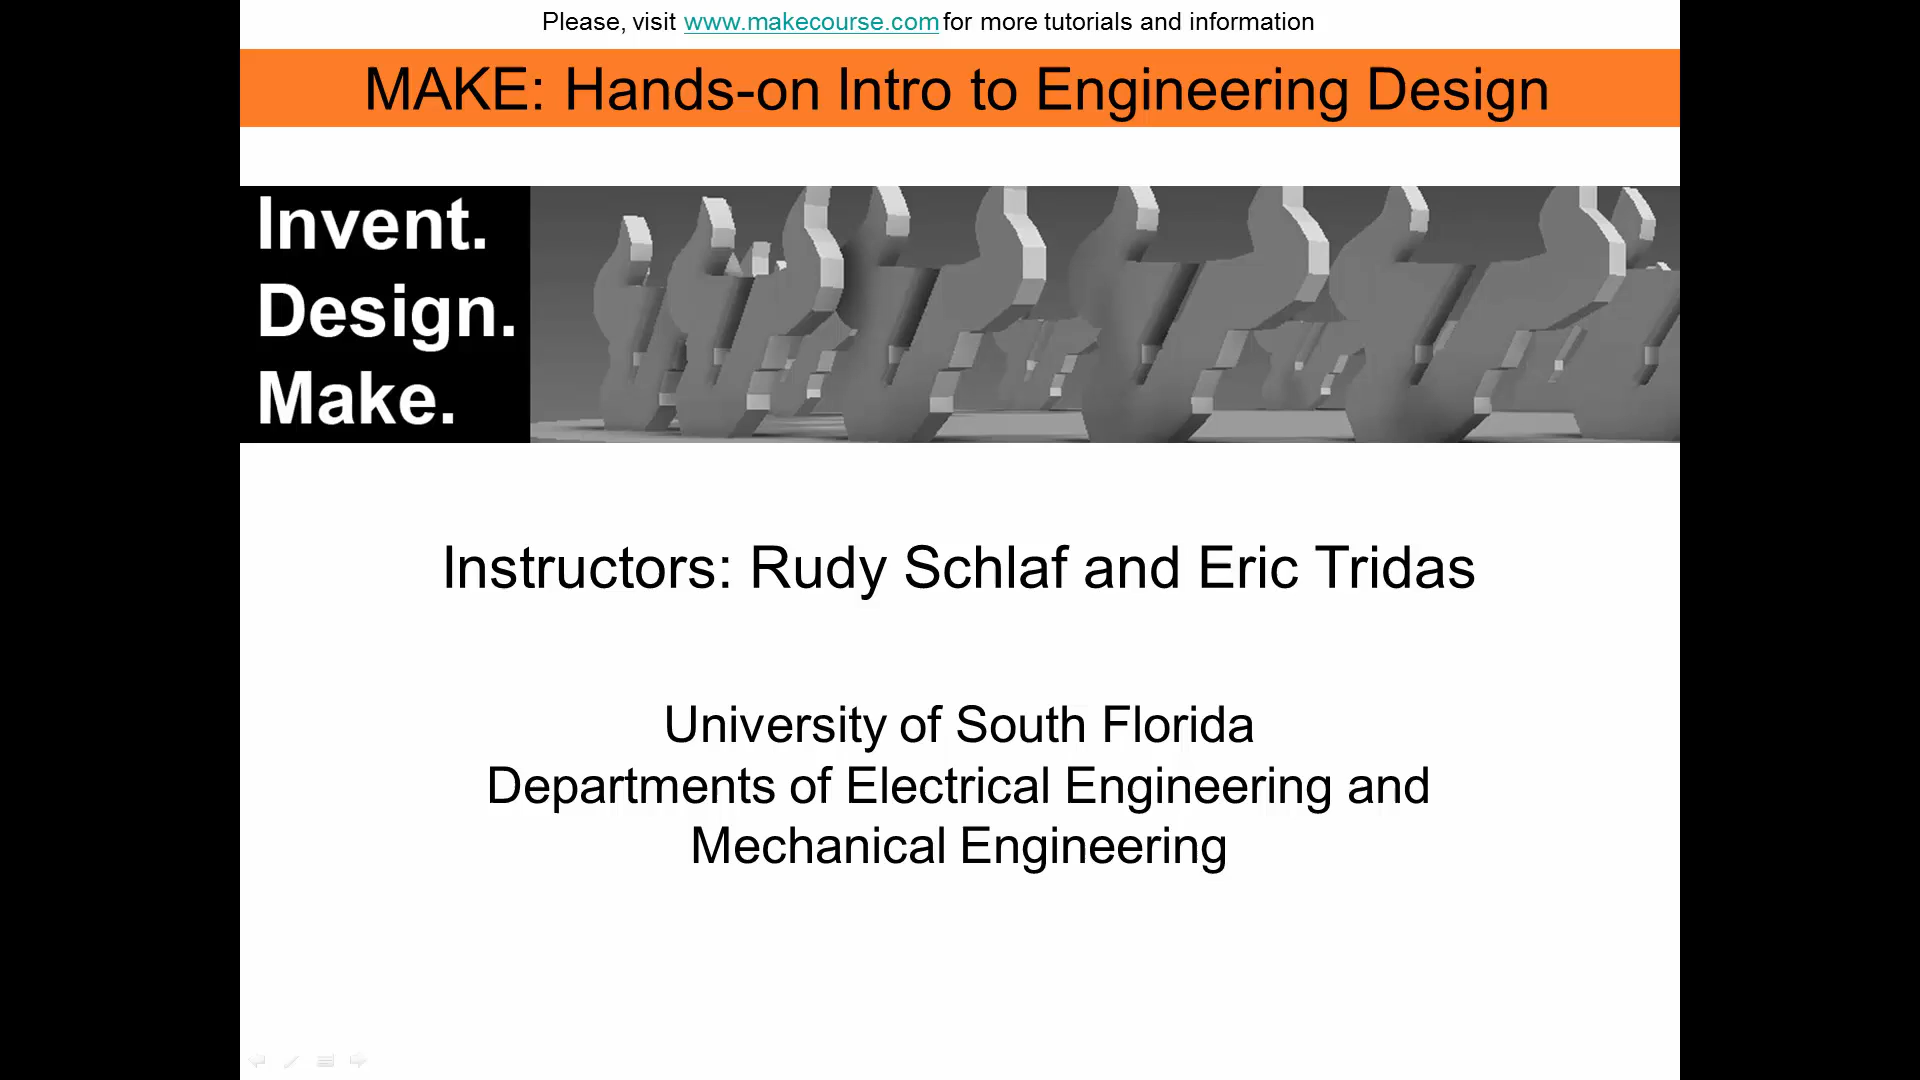 Please, visit www.makecourse.com for more tutorials and information
MAKE: Hands-on Intro to Engineering Design
Invent.
Design.
Make.
Instructors: Rudy Schlaf and Eric Tridas
University of South Florida
Departments of Electrical Engineering and
Mechanical Engineering